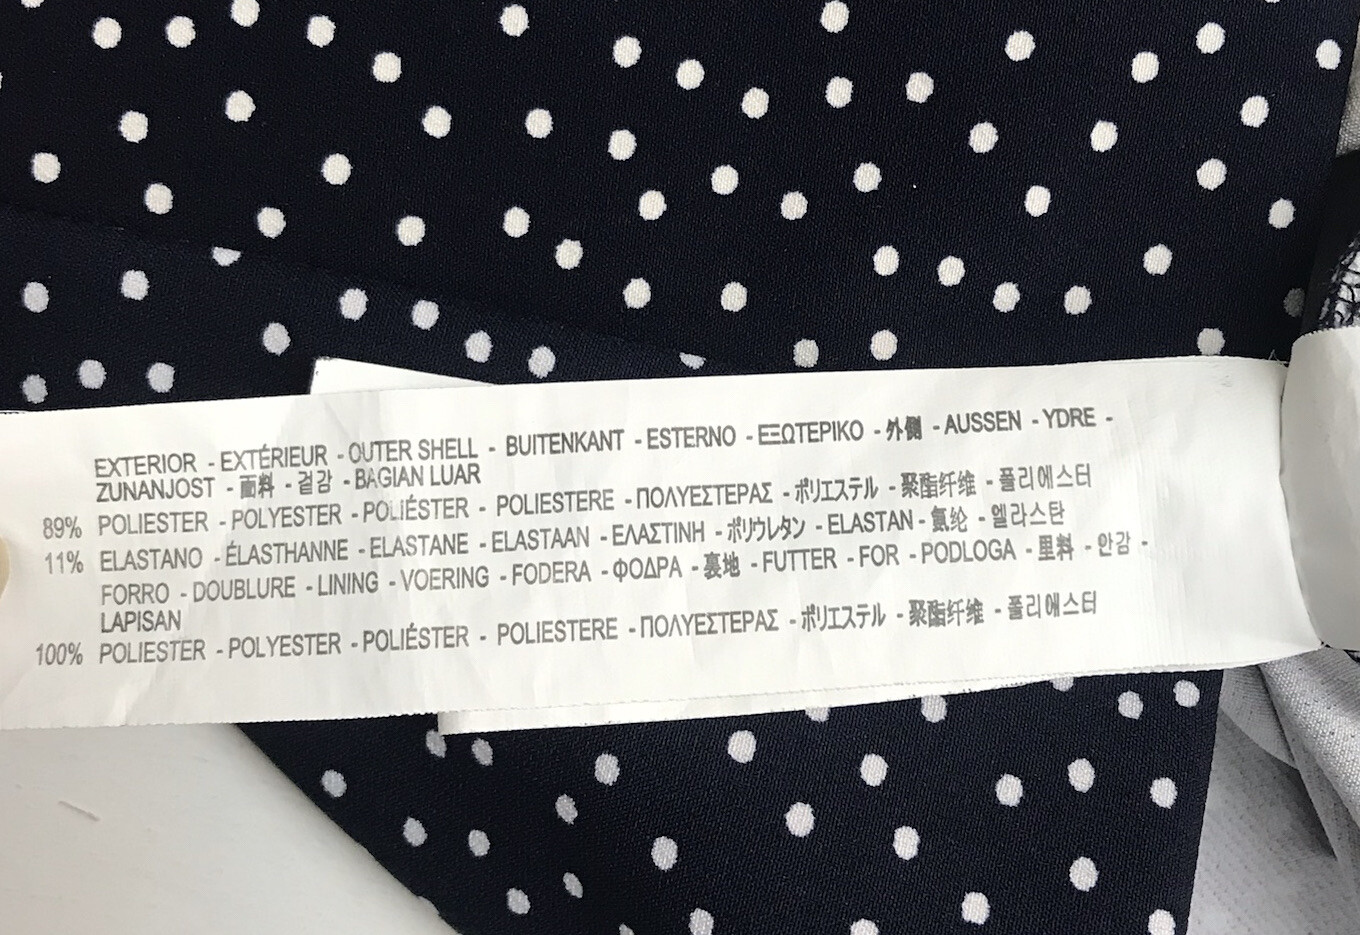 EXTERIOR - EXTÉRIEUR - OUTER SHELL - BUITENKANT - ESTERNO - ΕΞΩΤΕΡΙΚΟ - 外側 - AUSSEN - YDRE -
ZUNANJOST - 面料 - 겉감 - BAGIAN LUAR
89% POLIESTER - POLYESTER - POLIÉSTER - POLIESTERE - ΠΟΛΥΕΣΤΕΡΑΣ - ポリエステル - 聚酯纤维 - 폴리에스터
11% ELASTANO - ÉLASTHANNE - ELASTANE - ELASTAAN - ΕΛΑΣΤΙΝΗ - ポリウレタン - ELASTAN - 氨纶 - 엘라스탄
FORRO - DOUBLURE - LINING - VOERING - FODERA - ΦΟΔΡΑ - 裏地 - FUTTER - FOR - PODLOGA - 里料 - 안감 -
LAPISAN
100% POLIESTER - POLYESTER - POLIÉSTER - POLIESTERE - ΠΟΛΥΕΣΤΕΡΑΣ - ポリエステル - 聚酯纤维 - 폴리에스터